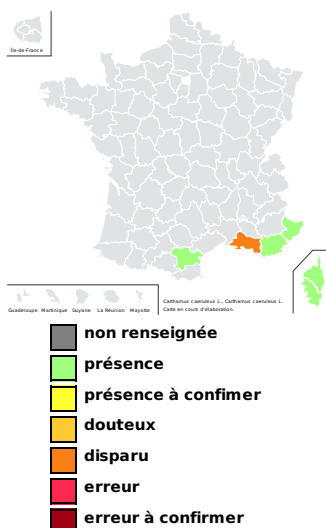 Île-de-France
Guadeloupe Martinique Guyane La Réunion Mayotte
Carthamus caeruleus L., Carthamus caeruleus L.
Carte en cours d'élaboration.
non renseignée
présence
présence à confimer
douteux
disparu
erreur
erreur à confirmer